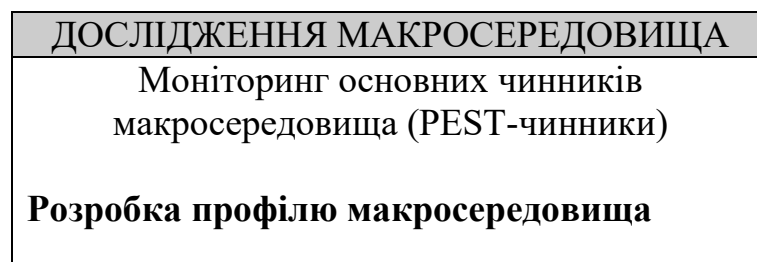 ДОСЛІДЖЕННЯ МАКРОСЕРЕДОВИЩА
Моніторинг основних чинників
макросередовища (PEST-чинники)
Розробка профілю макросередовища